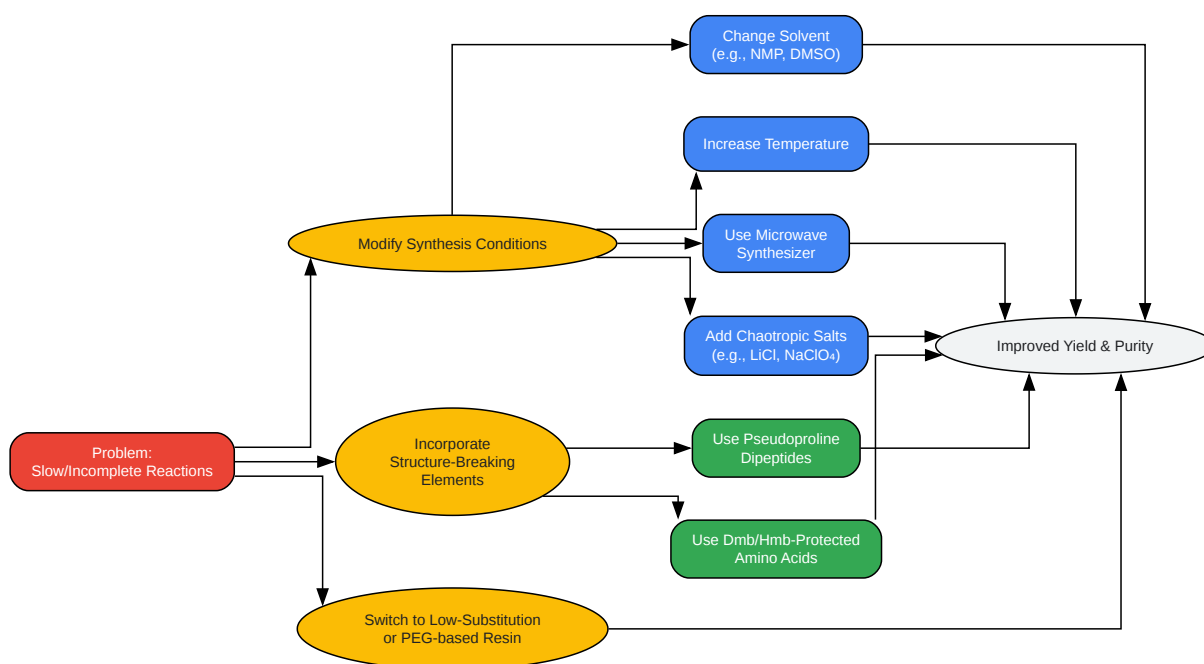 Change Solvent
(e.g., NMP, DMSO)
Increase Temperature
Modify Synthesis Conditions
Use Microwave
Synthesizer
Add Chaotropic Salts
(e.g., LiCl, NaClO₄)
Improved Yield & Purity
Problem:
Slow/Incomplete Reactions
Incorporate
Structure-Breaking
Elements
Use Pseudoproline
Dipeptides
Use Dmb/Hmb-Protected
Amino Acids
Switch to Low-Substitution
or PEG-based Resin